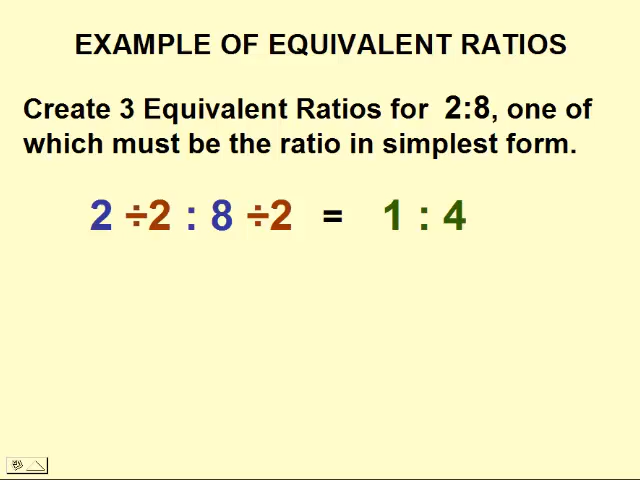 EXAMPLE OF EQUIVALENT RATIOS
Create 3 Equivalent Ratios for 2:8, one of
which must be the ratio in simplest form.
2 ÷2 : 8 ÷2 = 1 : 4